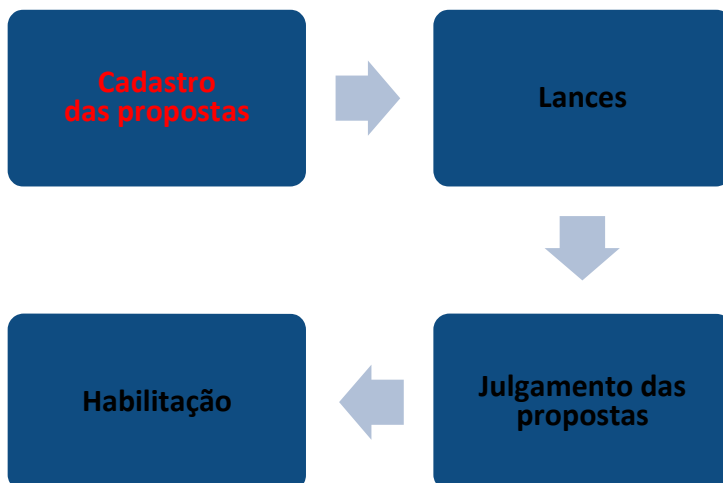 Cadastro
das propostas
Lances
Julgamento das
propostas
Habilitação